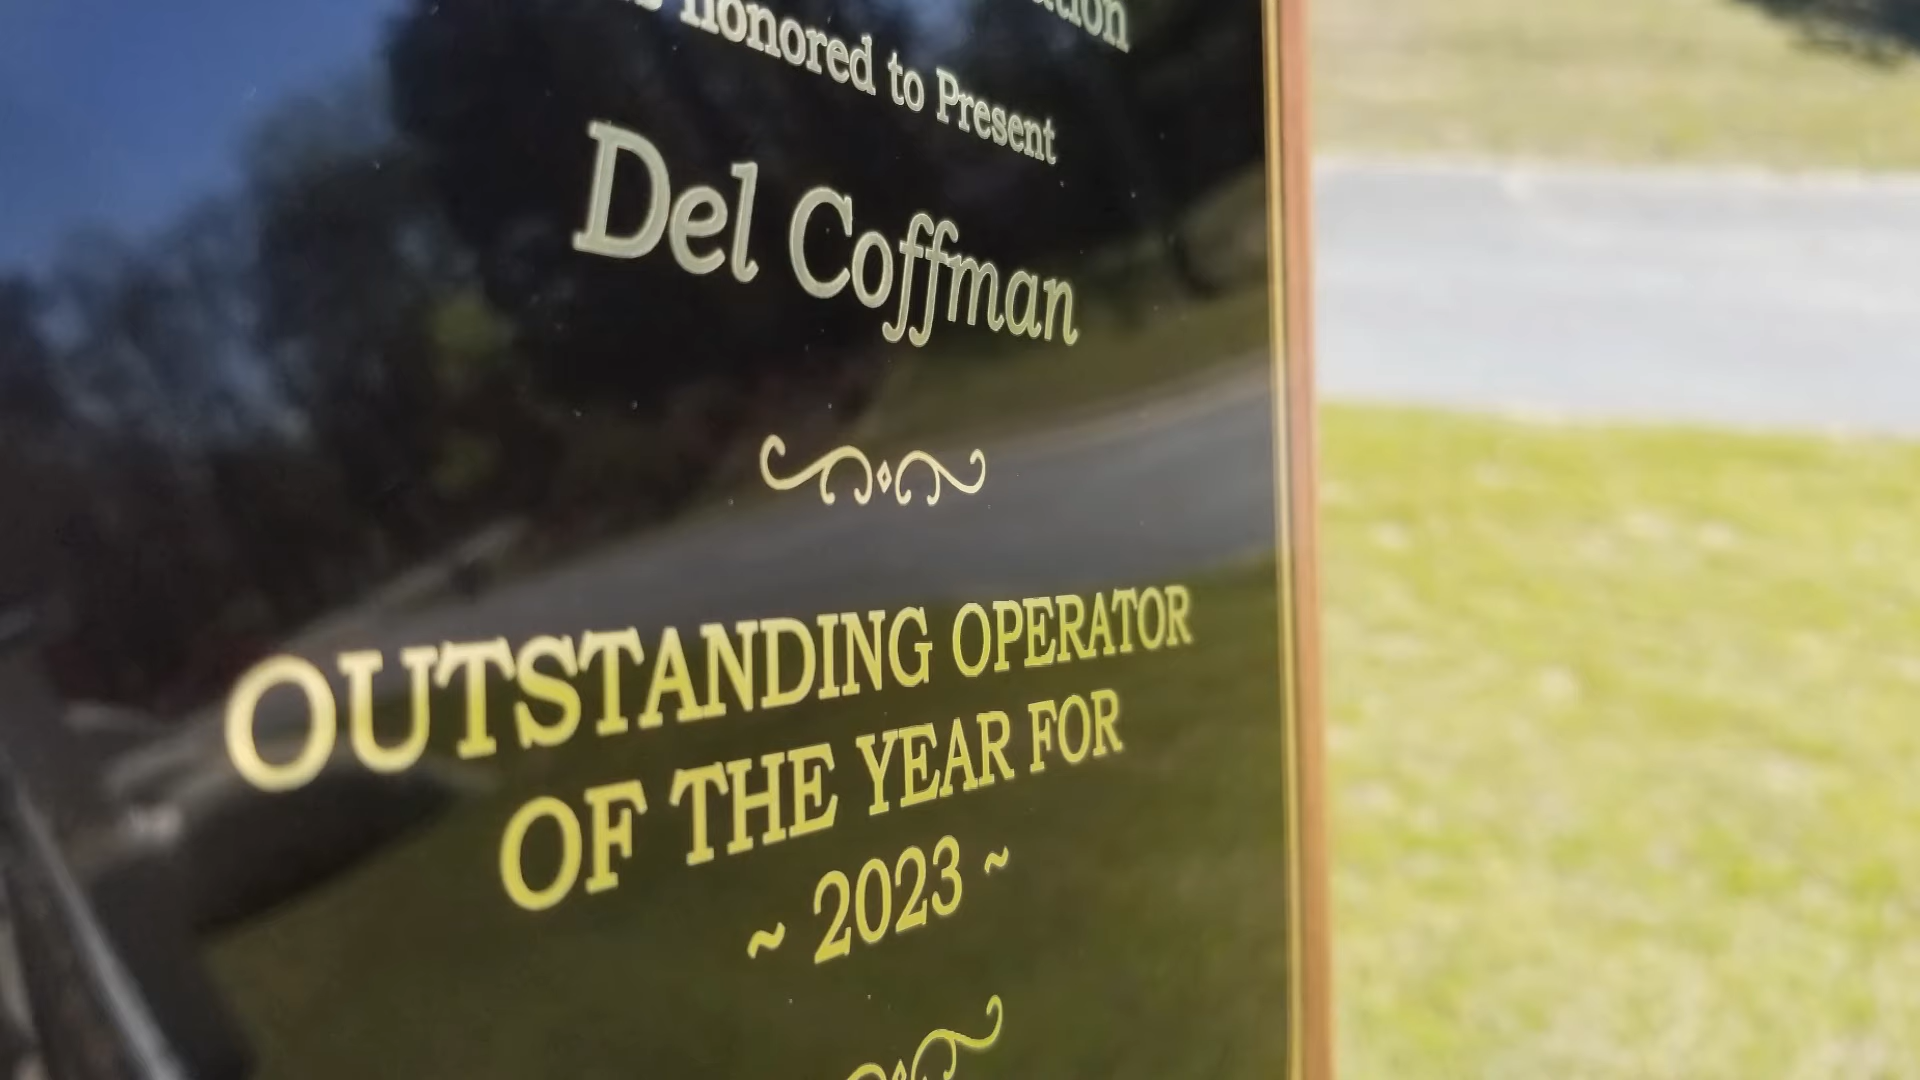 honored to Present
Del Coffman
OUTSTANDING OPERATOR
OF THE YEAR FOR
~ 2023 ~